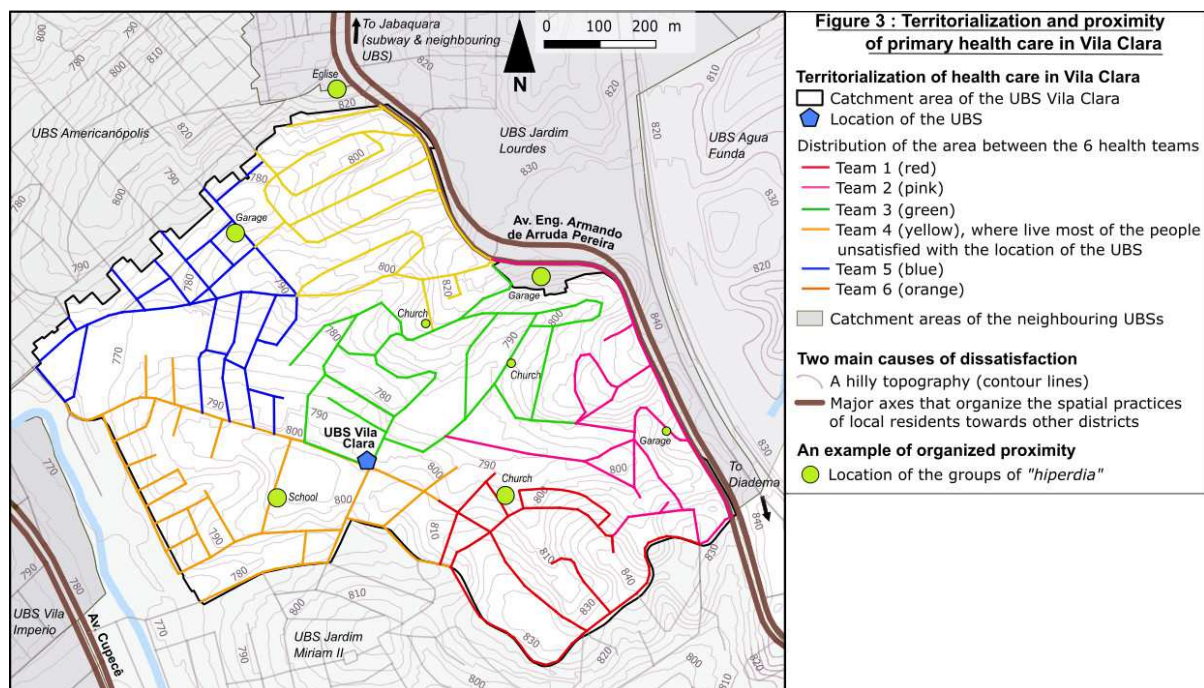 To Jabaquara
(subway & neighbouring
UBS)
0 100 200 m
N
Eglise
UBS Americanópolis
UBS Jardim
Lourdes
UBS Agua
Funda
Garage
Av. Eng. Armando
de Arruda Pereira
Garage
Church
Church
UBS Vila
Clara
Garage
To
Diadema
School
Church
UBS Vila
Imperio
Av. Cupecê
UBS Jardim
Miriam II
Figure 3 : Territorialization and proximity
of primary health care in Vila Clara
Territorialization of health care in Vila Clara
Catchment area of the UBS Vila Clara
Location of the UBS
Distribution of the area between the 6 health teams
Team 1 (red)
Team 2 (pink)
Team 3 (green)
Team 4 (yellow), where live most of the people
unsatisfied with the location of the UBS
Team 5 (blue)
Team 6 (orange)
Catchment areas of the neighbouring UBSs
Two main causes of dissatisfaction
A hilly topography (contour lines)
Major axes that organize the spatial practices
of local residents towards other districts
An example of organized proximity
Location of the groups of "hiperdia"